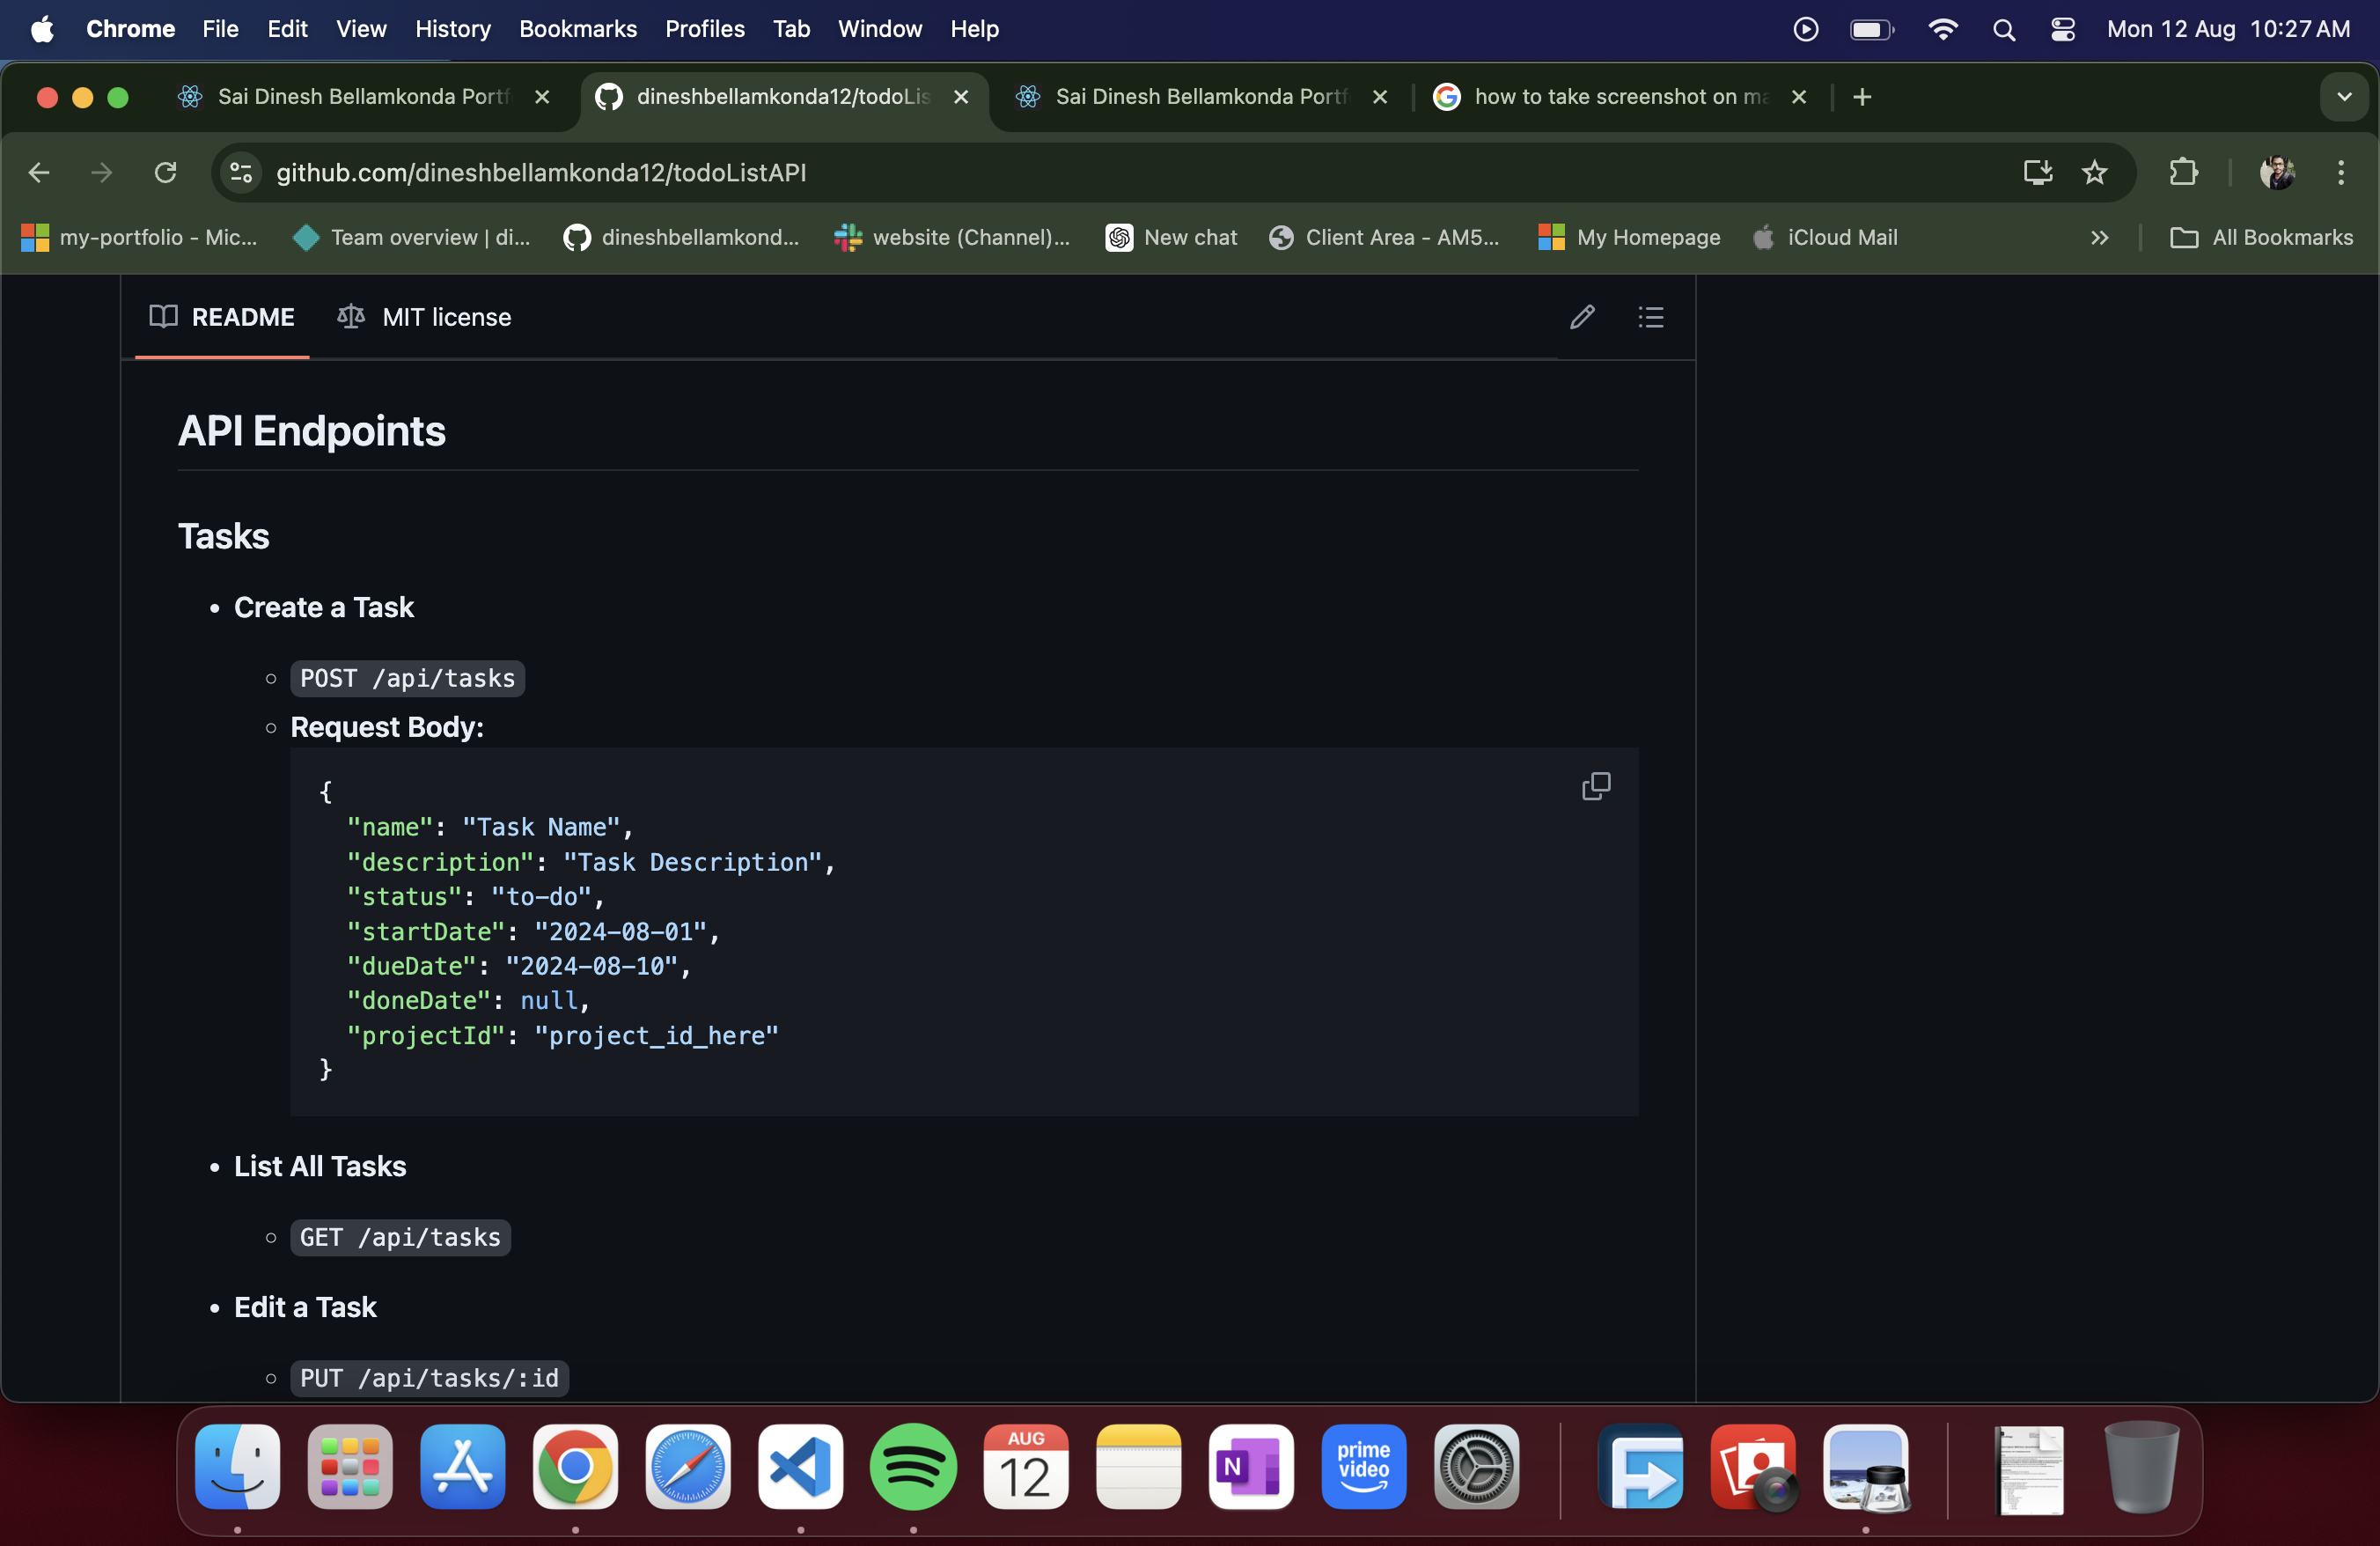 Chrome File Edit View History Bookmarks Profiles Tab Window Help Mon 12 Aug 10:27 AM
Sai Dinesh Bellamkonda Portf dineshbellamkonda12/todoLis Sai Dinesh Bellamkonda Portf how to take screenshot on ma
github.com/dineshbellamkonda12/todoListAPI
my-portfolio - Mic... Team overview | di... dineshbellamkond... website (Channel)... New chat Client Area - AM5... My Homepage iCloud Mail » All Bookmarks
README MIT license
API Endpoints
Tasks
• Create a Task
○ POST /api/tasks
○ Request Body:
{
"name": "Task Name",
"description": "Task Description",
"status": "to-do",
"startDate": "2024-08-01",
"dueDate": "2024-08-10",
"doneDate": null,
"projectId": "project_id_here"
}
• List All Tasks
○ GET /api/tasks
• Edit a Task
○ PUT /api/tasks/:id
AUG
12
N
prime
video